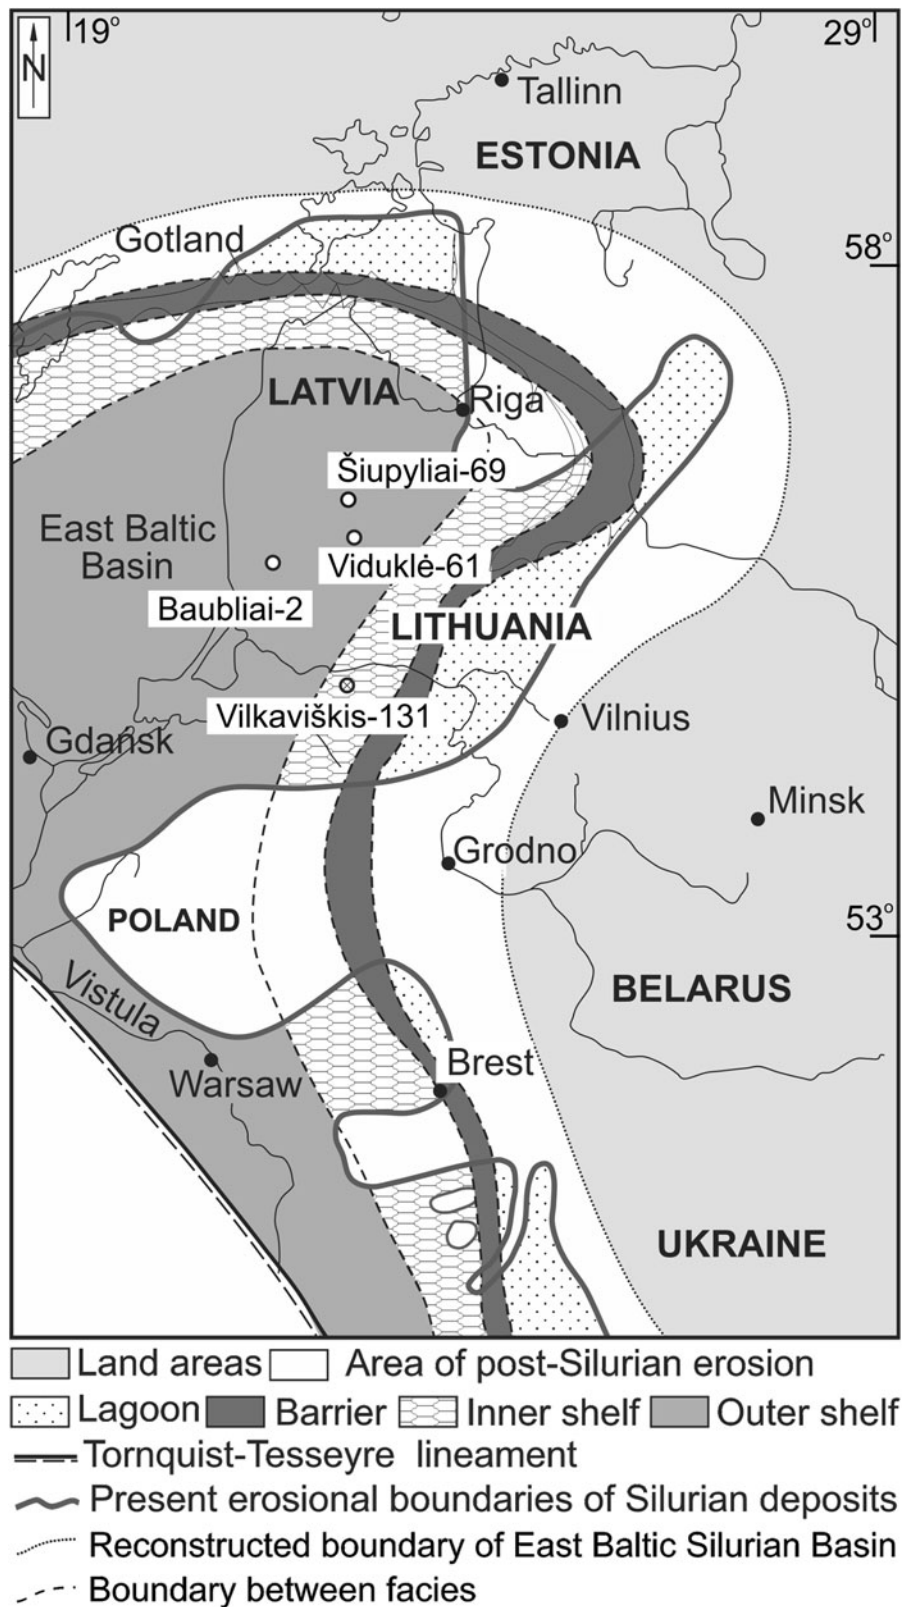 19°
29°
N
Tallinn
ESTONIA
Gotland
58°
LATVIA
Riga
Šiupyliai-69
East Baltic
Basin
Viduklė-61
Baubliai-2
LITHUANIA
Vilkaviškis-131
Vilnius
Gdańsk
Minsk
Grodno
POLAND
53°
Vistula
BELARUS
Warsaw
Brest
UKRAINE
Land areas
Area of post-Silurian erosion
Lagoon
Barrier
Inner shelf
Outer shelf
Tornquist-Tesseyre lineament
Present erosional boundaries of Silurian deposits
Reconstructed boundary of East Baltic Silurian Basin
Boundary between facies